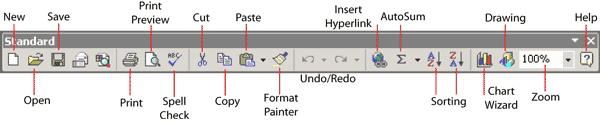 New
Save
Print
Preview
Cut
Paste
Insert
Hyperlink
AutoSum
Drawing
Help
Standard
ABC
Σ
A
Z
Z
A
100%
?
Undo/Redo
Open
Print
Spell
Check
Copy
Format
Painter
Sorting
Chart
Wizard
Zoom